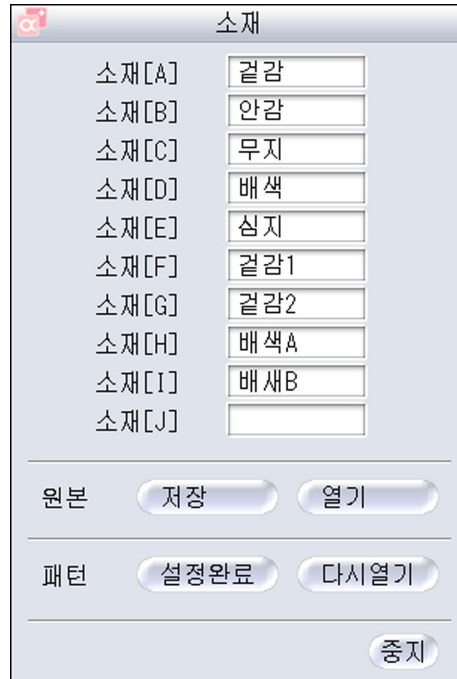 소재
소재[A] 겉감
소재[B] 안감
소재[C] 무지
소재[D] 배색
소재[E] 심지
소재[F] 겉감1
소재[G] 겉감2
소재[H] 배색A
소재[I] 배새B
소재[J]
원본 저장 열기
패턴 설정완료 다시열기
중지